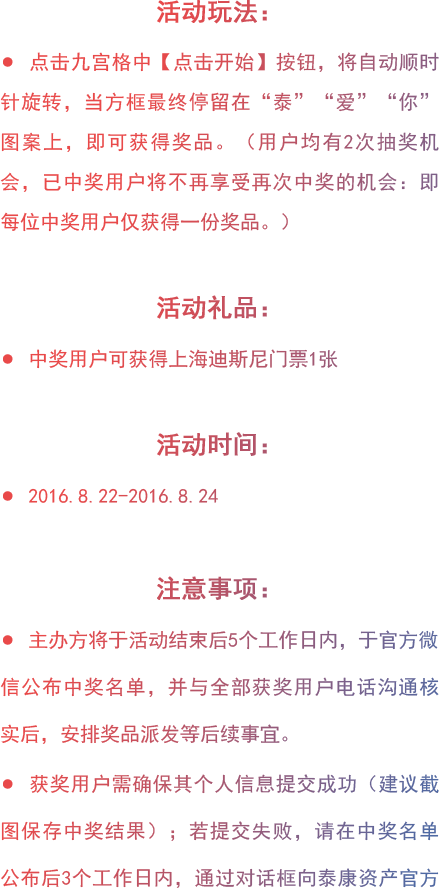 活动玩法：
● 点击九宫格中【点击开始】按钮，将自动顺时
针旋转，当方框最终停留在“泰”“爱”“你”
图案上，即可获得奖品。（用户均有2次抽奖机
会，已中奖用户将不再享受再次中奖的机会：即
每位中奖用户仅获得一份奖品。）
活动礼品：
● 中奖用户可获得上海迪斯尼门票1张
活动时间：
● 2016.8.22-2016.8.24
注意事项：
● 主办方将于活动结束后5个工作日内，于官方微
信公布中奖名单，并与全部获奖用户电话沟通核
实后，安排奖品派发等后续事宜。
● 获奖用户需确保其个人信息提交成功（建议截
图保存中奖结果）；若提交失败，请在中奖名单
公布后3个工作日内，通过对话框向泰康资产官方